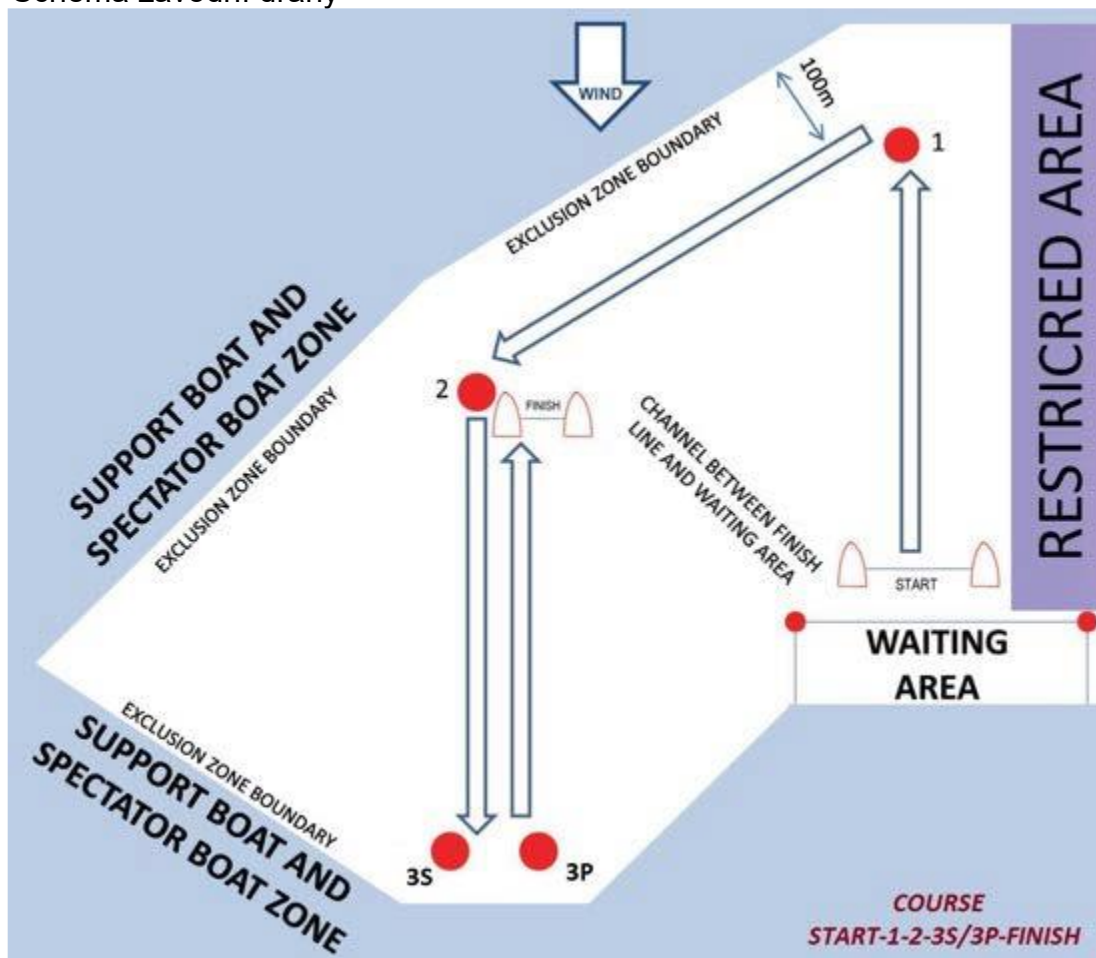 Schéma závodní dráhy
WIND
100m
1
EXCLUSION ZONE BOUNDARY
RESTRICRED AREA
SUPPORT BOAT AND
SPECTATOR BOAT ZONE
EXCLUSION ZONE BOUNDARY
2
FINISH
CHANNEL BETWEEN FINISH
LINE AND WAITING AREA
START
WAITING
AREA
EXCLUSION ZONE BOUNDARY
SUPPORT BOAT AND
SPECTATOR BOAT ZONE
3S
3P
COURSE
START-1-2-3S/3P-FINISH